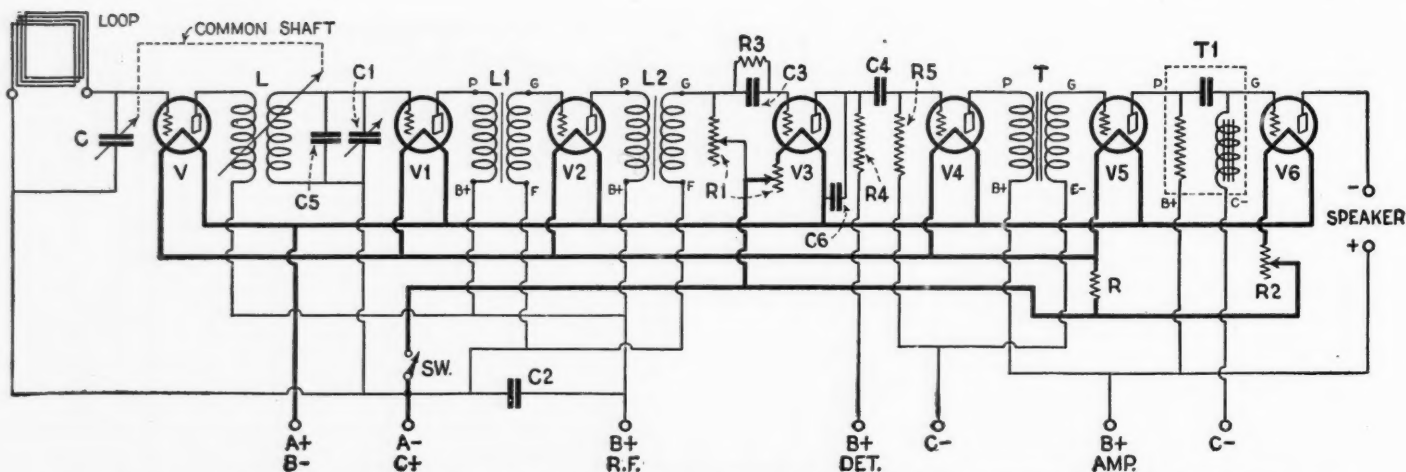 LOOP
COMMON SHAFT
C
V
L
C5
C1
V1
P
L1
G
B+
F
V2
P
L2
G
B+
F
R3
C3
R1
V3
C6
C4
R4
R5
V4
P
T
G
B+
C-
V5
R
T1
P
G
B+
C-
V6
R2
-
SPEAKER
+
SW.
C2
A+
B-
A-
C+
B+
R.F.
B+
DET.
C-
B+
AMP.
C-